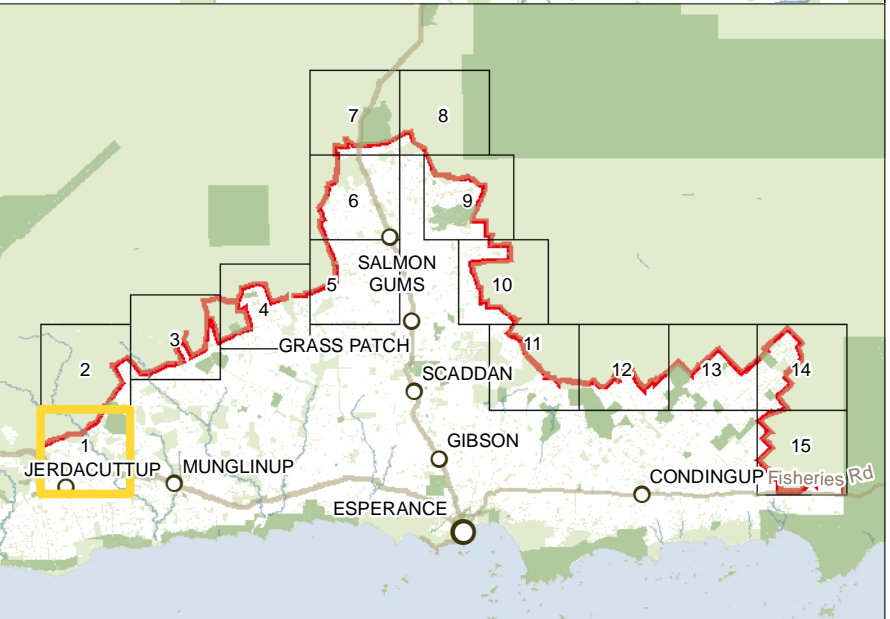 7
8
6
9
SALMON
GUMS
5
10
4
3
GRASS PATCH
11
2
12
13
14
SCADDAN
1
GIBSON
15
JERDACUTTUP
MUNGLINUP
CONDINGUP
Fisheries Rd
ESPERANCE